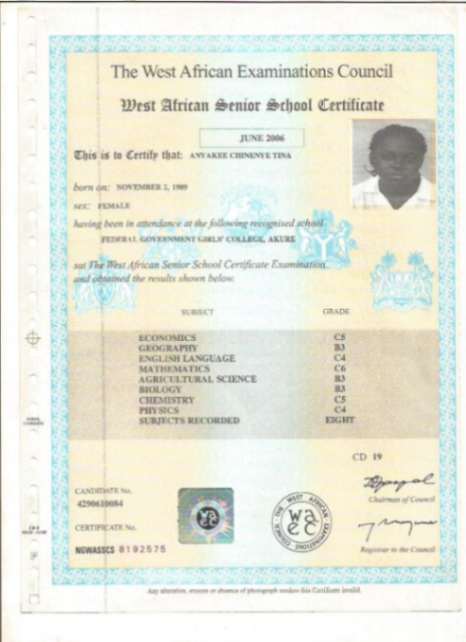 The West African Examinations Council
West African Senior School Certificate
JUNE 2006
This is to Certify that: ANYAKEE CHINENYE TINA
born on: NOVEMBER 2, 1989
sex: FEMALE
having been in attendance at the following recognised school
FEDERAL GOVERNMENT GIRLS' COLLEGE, AKURE
sat The West African Senior School Certificate Examination
and obtained the results shown below.
SUBJECT GRADE
ECONOMICS C5
GEOGRAPHY B3
ENGLISH LANGUAGE C4
MATHEMATICS C6
AGRICULTURAL SCIENCE B3
BIOLOGY B3
CHEMISTRY C5
PHYSICS C4
SUBJECTS RECORDED EIGHT
CD 19
CANDIDATE No.
4290610084
Chairman of Council
CERTIFICATE No.
NGWASSCS 8192575
THE WEST AFRICAN EXAMINATIONS COUNCIL
waec
Registrar to the Council
Any alteration, erasure or absence of photograph renders this Certificate invalid.